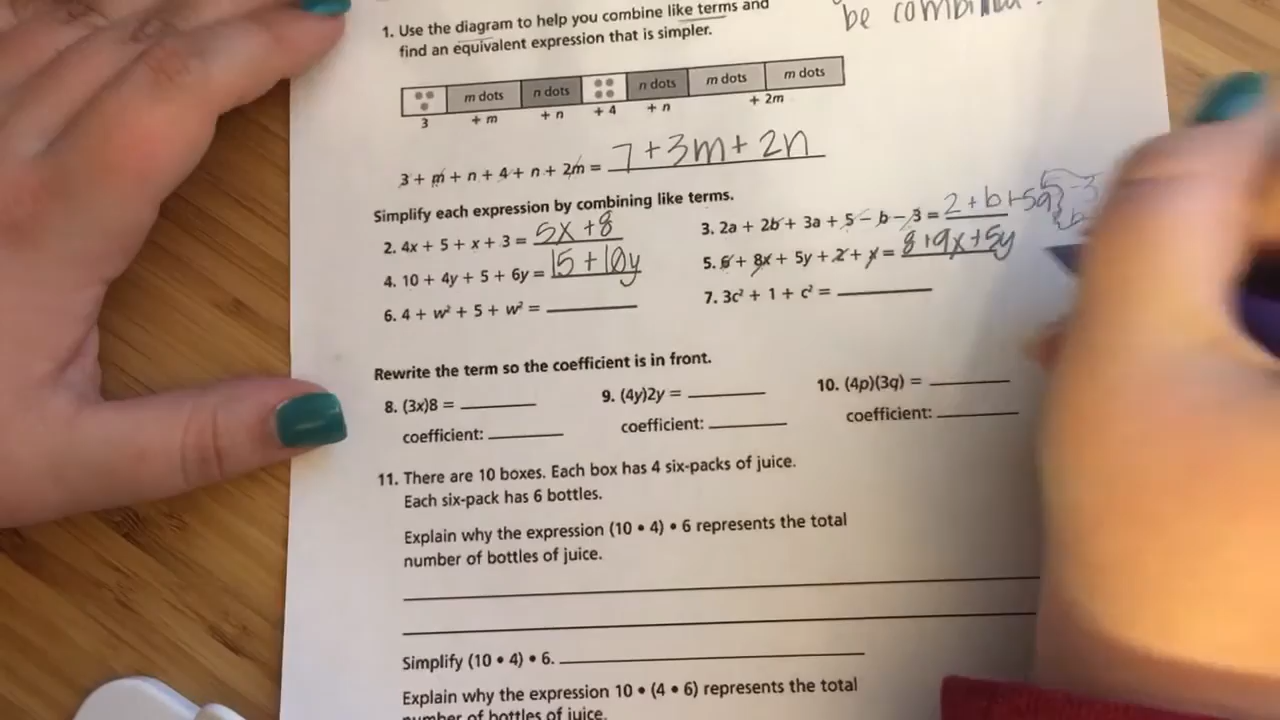 be
1. Use the diagram to help you combine like terms and
find an equivalent expression that is simpler.
m dots n dots n dots m dots m dots
3 + m + n + 4 + n + 2m
3 + m + n + 4 + n + 2m = 7 + 3m + 2n
Simplify each expression by combining like terms.
2. 4x + 5 + x + 3 = 5x + 8
3. 2a + 2b + 3a + 5 - b - 3 = 2 + b + 5a
4. 10 + 4y + 5 + 6y = 15 + 10y
5. 6 + 8x + 5y + 2 + x = 8 + 9x + 5y
6. 4 + w² + 5 + w² =
7. 3c² + 1 + c² =
Rewrite the term so the coefficient is in front.
8. (3x)8 = 9. (4y)2y = 10. (4p)(3q) =
coefficient: coefficient: coefficient:
11. There are 10 boxes. Each box has 4 six-packs of juice.
Each six-pack has 6 bottles.
Explain why the expression (10 • 4) • 6 represents the total
number of bottles of juice.
Simplify (10 • 4) • 6.
Explain why the expression 10 • (4 • 6) represents the total
number of bottles of juice.